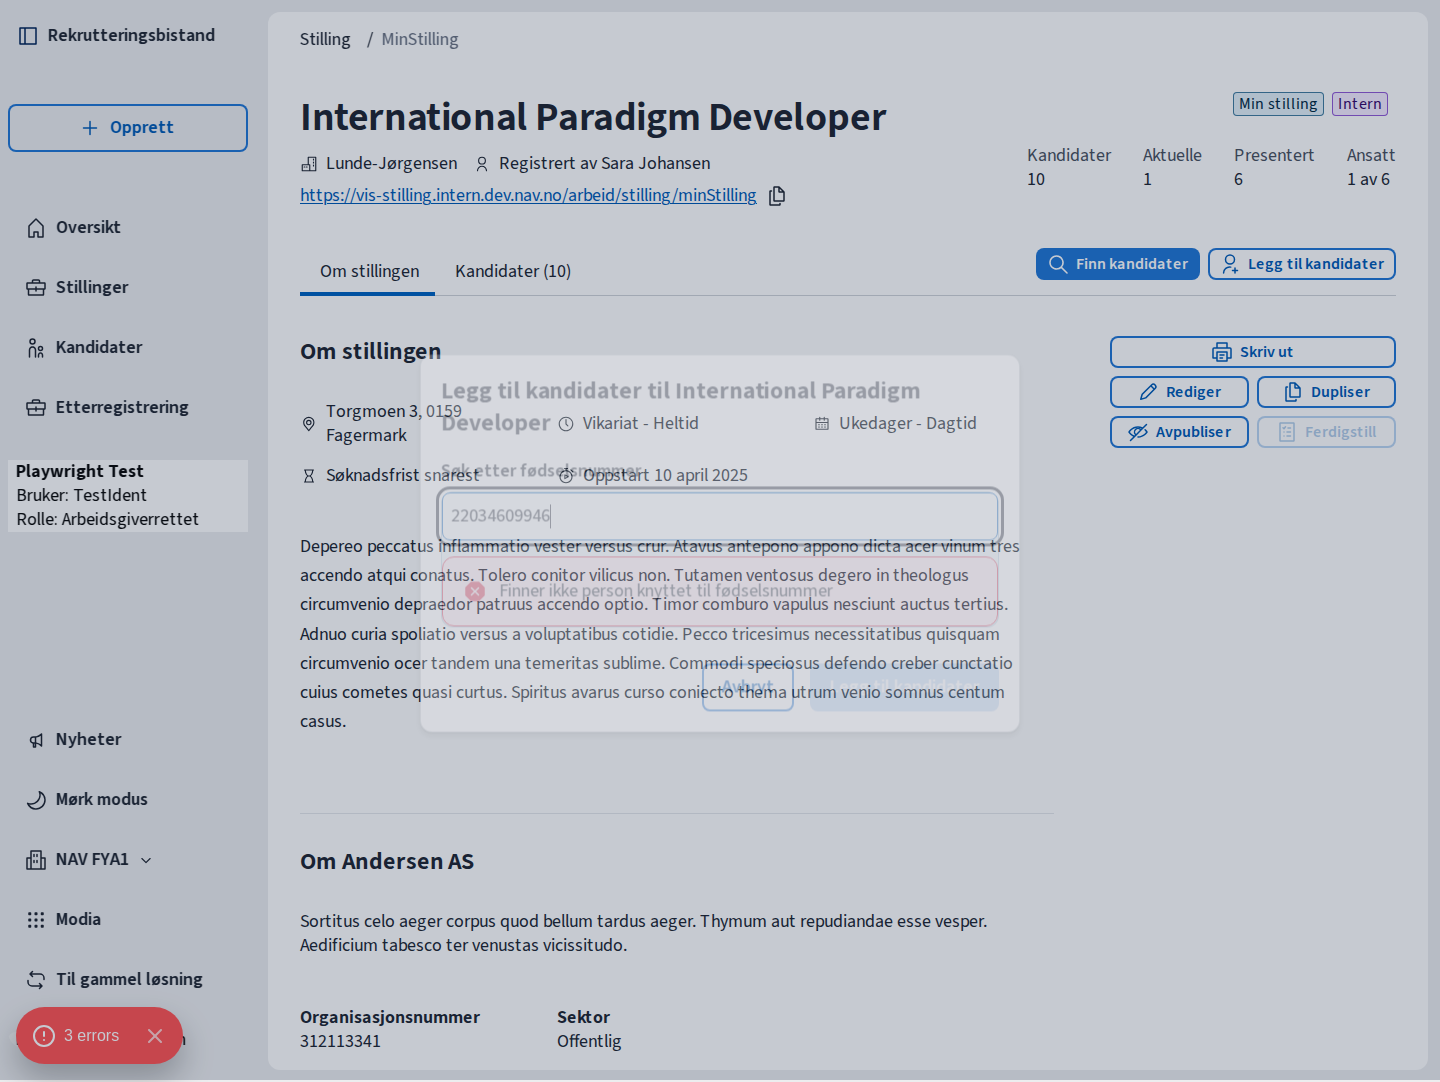 Rekrutteringsbistand
Opprett
Oversikt
Stillinger
Kandidater
Etterregistrering
Playwright Test
Bruker: TestIdent
Rolle: Arbeidsgiverrettet
Nyheter
Mørk modus
NAV FYA1
Modia
Til gammel løsning
3 errors
Stilling / MinStilling
International Paradigm Developer
Min stilling
Intern
Lunde-Jørgensen
Registrert av Sara Johansen
https://vis-stilling.intern.dev.nav.no/arbeid/stilling/minStilling
Kandidater Aktuelle Presentert Ansatt
10 1 6 1 av 6
Om stillingen
Kandidater (10)
Finn kandidater
Legg til kandidater
Om stillingen
Skriv ut
Rediger
Dupliser
Avpubliser
Ferdigstill
Torgmoen 3, 0159
Fagermark
Vikariat - Heltid
Ukedager - Dagtid
Søknadsfrist snarest
Oppstart 10 april 2025
Legg til kandidater til International Paradigm
Developer
Søk etter fødselsnummer
22034609946
Finner ikke person knyttet til fødselsnummer
Avbryt
Depereo peccatus inflammatio vester versus crur. Atavus antepono appono dicta acer vinum tres
accendo atqui conatus. Tolero conitor vilicus non. Tutamen ventosus degero in theologus
circumvenio depraedor patruus accendo optio. Timor comburo vapulus nesciunt auctus tertius.
Adnuo curia spoliatio versus a voluptatibus cotidie. Pecco tricesimus necessitatibus quisquam
circumvenio ocer tandem una temeritas sublime. Commodi speciosus defendo creber cunctatio
cuius cometes quasi curtus. Spiritus avarus curso coniecto thema utrum venio somnus centum
casus.
Om Andersen AS
Sortitus celo aeger corpus quod bellum tardus aeger. Thymum aut repudiandae esse vesper.
Aedificium tabesco ter venustas vicissitudo.
Organisasjonsnummer
312113341
Sektor
Offentlig